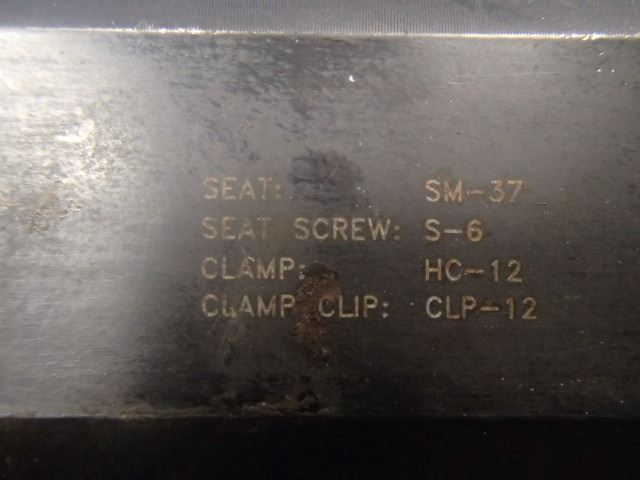 SEAT: SM-37
SEAT SCREW: S-6
CLAMP: HC-12
CLAMP CLIP: CLP-12